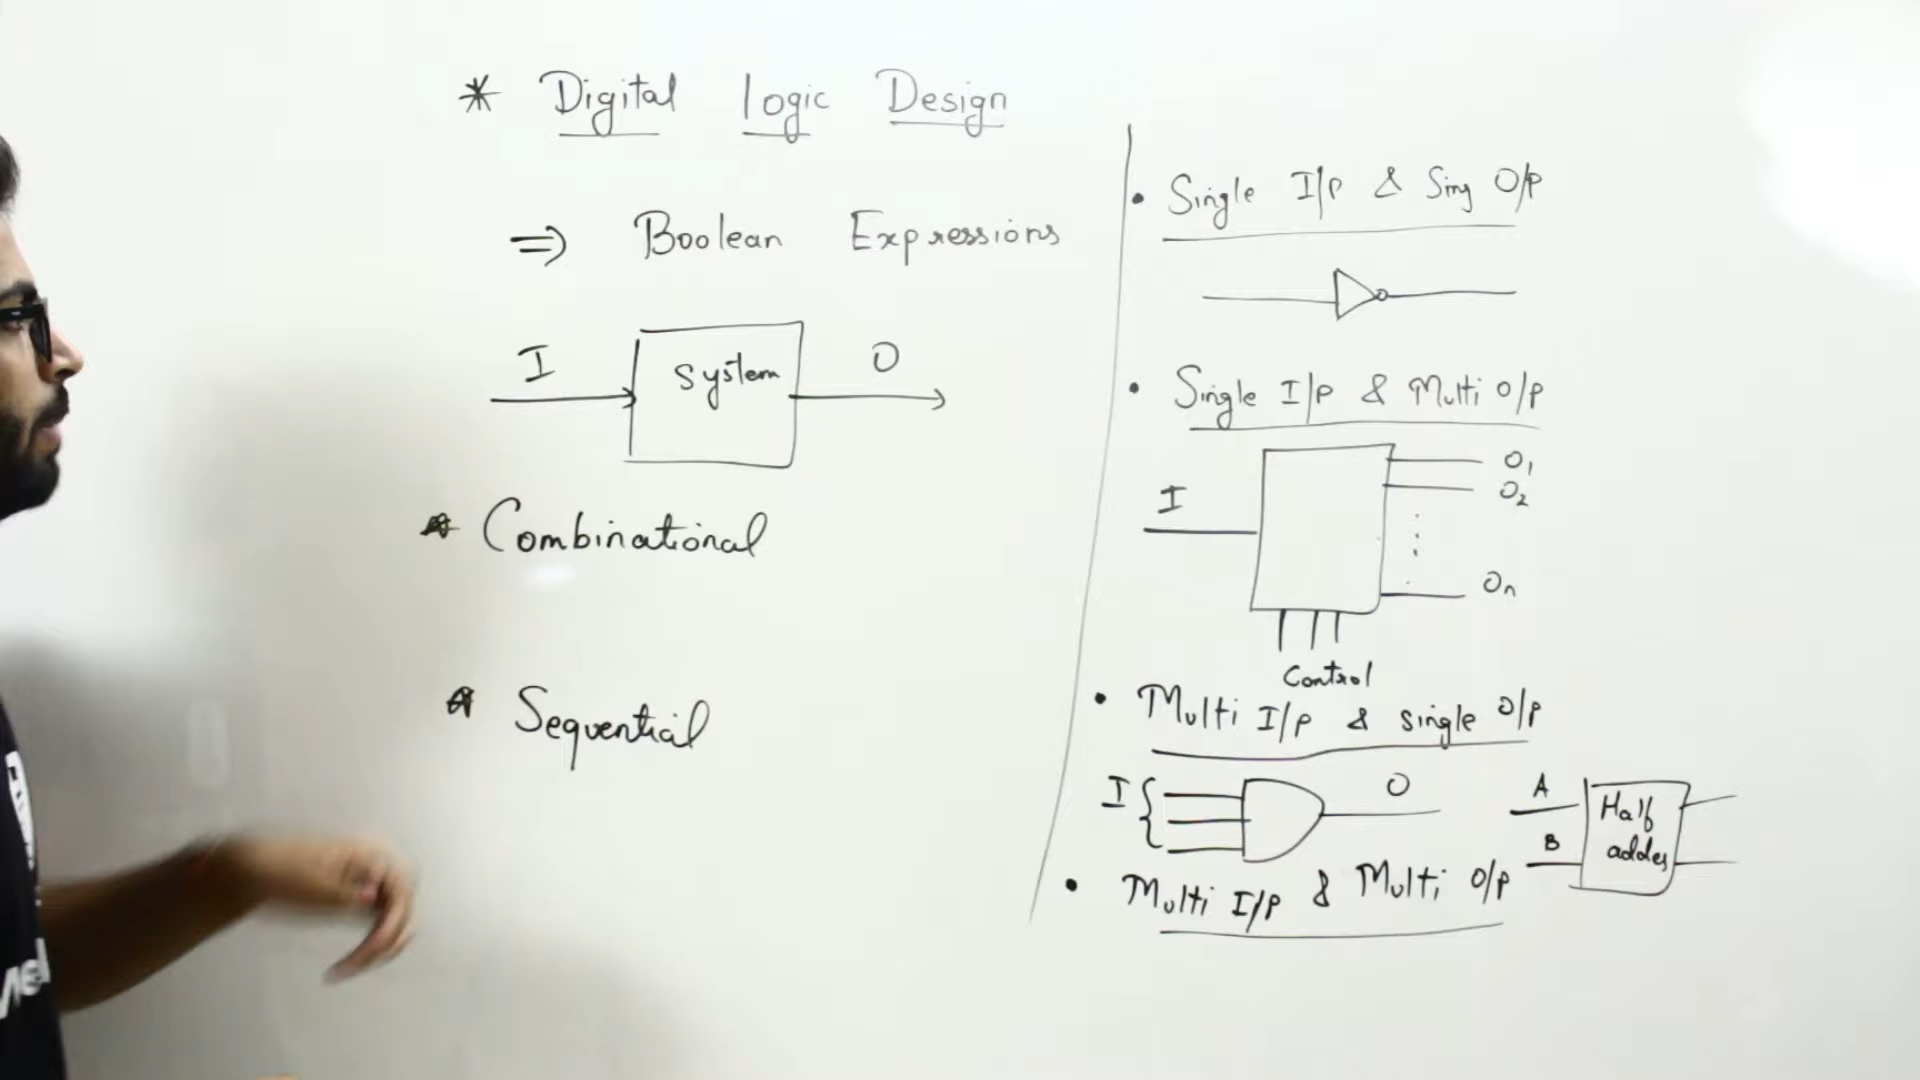 * Digital Logic Design
⇒ Boolean Expressions
I System O
* Combinational
* Sequential
• Single I/P & Sing O/P
• Single I/P & Multi O/P
O1
I O2
On
Control
• Multi I/P & single O/P
I O
A Half
B adder
• Multi I/P & Multi O/P